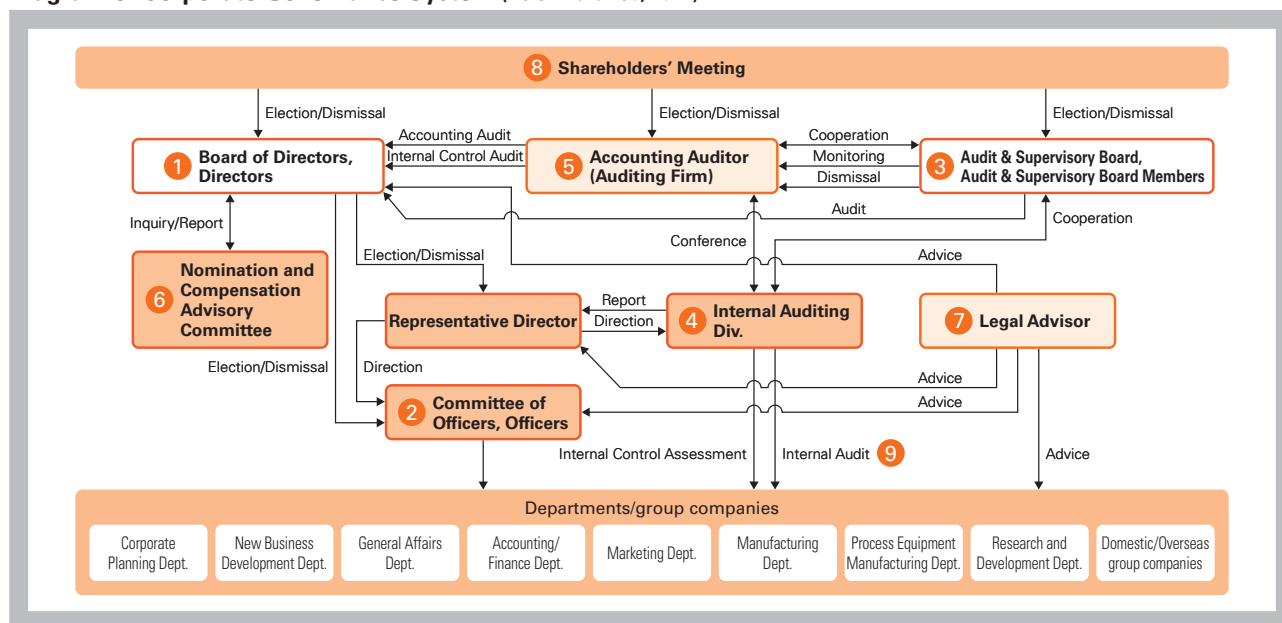 8 Shareholders' Meeting
Election/Dismissal
Election/Dismissal
Election/Dismissal
1 Board of Directors,
Directors
Accounting Audit
Internal Control Audit
5 Accounting Auditor
(Auditing Firm)
Cooperation
Monitoring
Dismissal
3 Audit & Supervisory Board,
Audit & Supervisory Board Members
Audit
Inquiry/Report
Conference
Cooperation
Election/Dismissal
Advice
6 Nomination and
Compensation
Advisory
Committee
Representative Director
Report
Direction
4 Internal Auditing
Div.
7 Legal Advisor
Election/Dismissal
Direction
Advice
2 Committee of
Officers, Officers
Advice
Internal Control Assessment
Internal Audit 9
Advice
Departments/group companies
Corporate
Planning Dept.
New Business
Development Dept.
General Affairs
Dept.
Accounting/
Finance Dept.
Marketing Dept.
Manufacturing
Dept.
Process Equipment
Manufacturing Dept.
Research and
Development Dept.
Domestic/Overseas
group companies